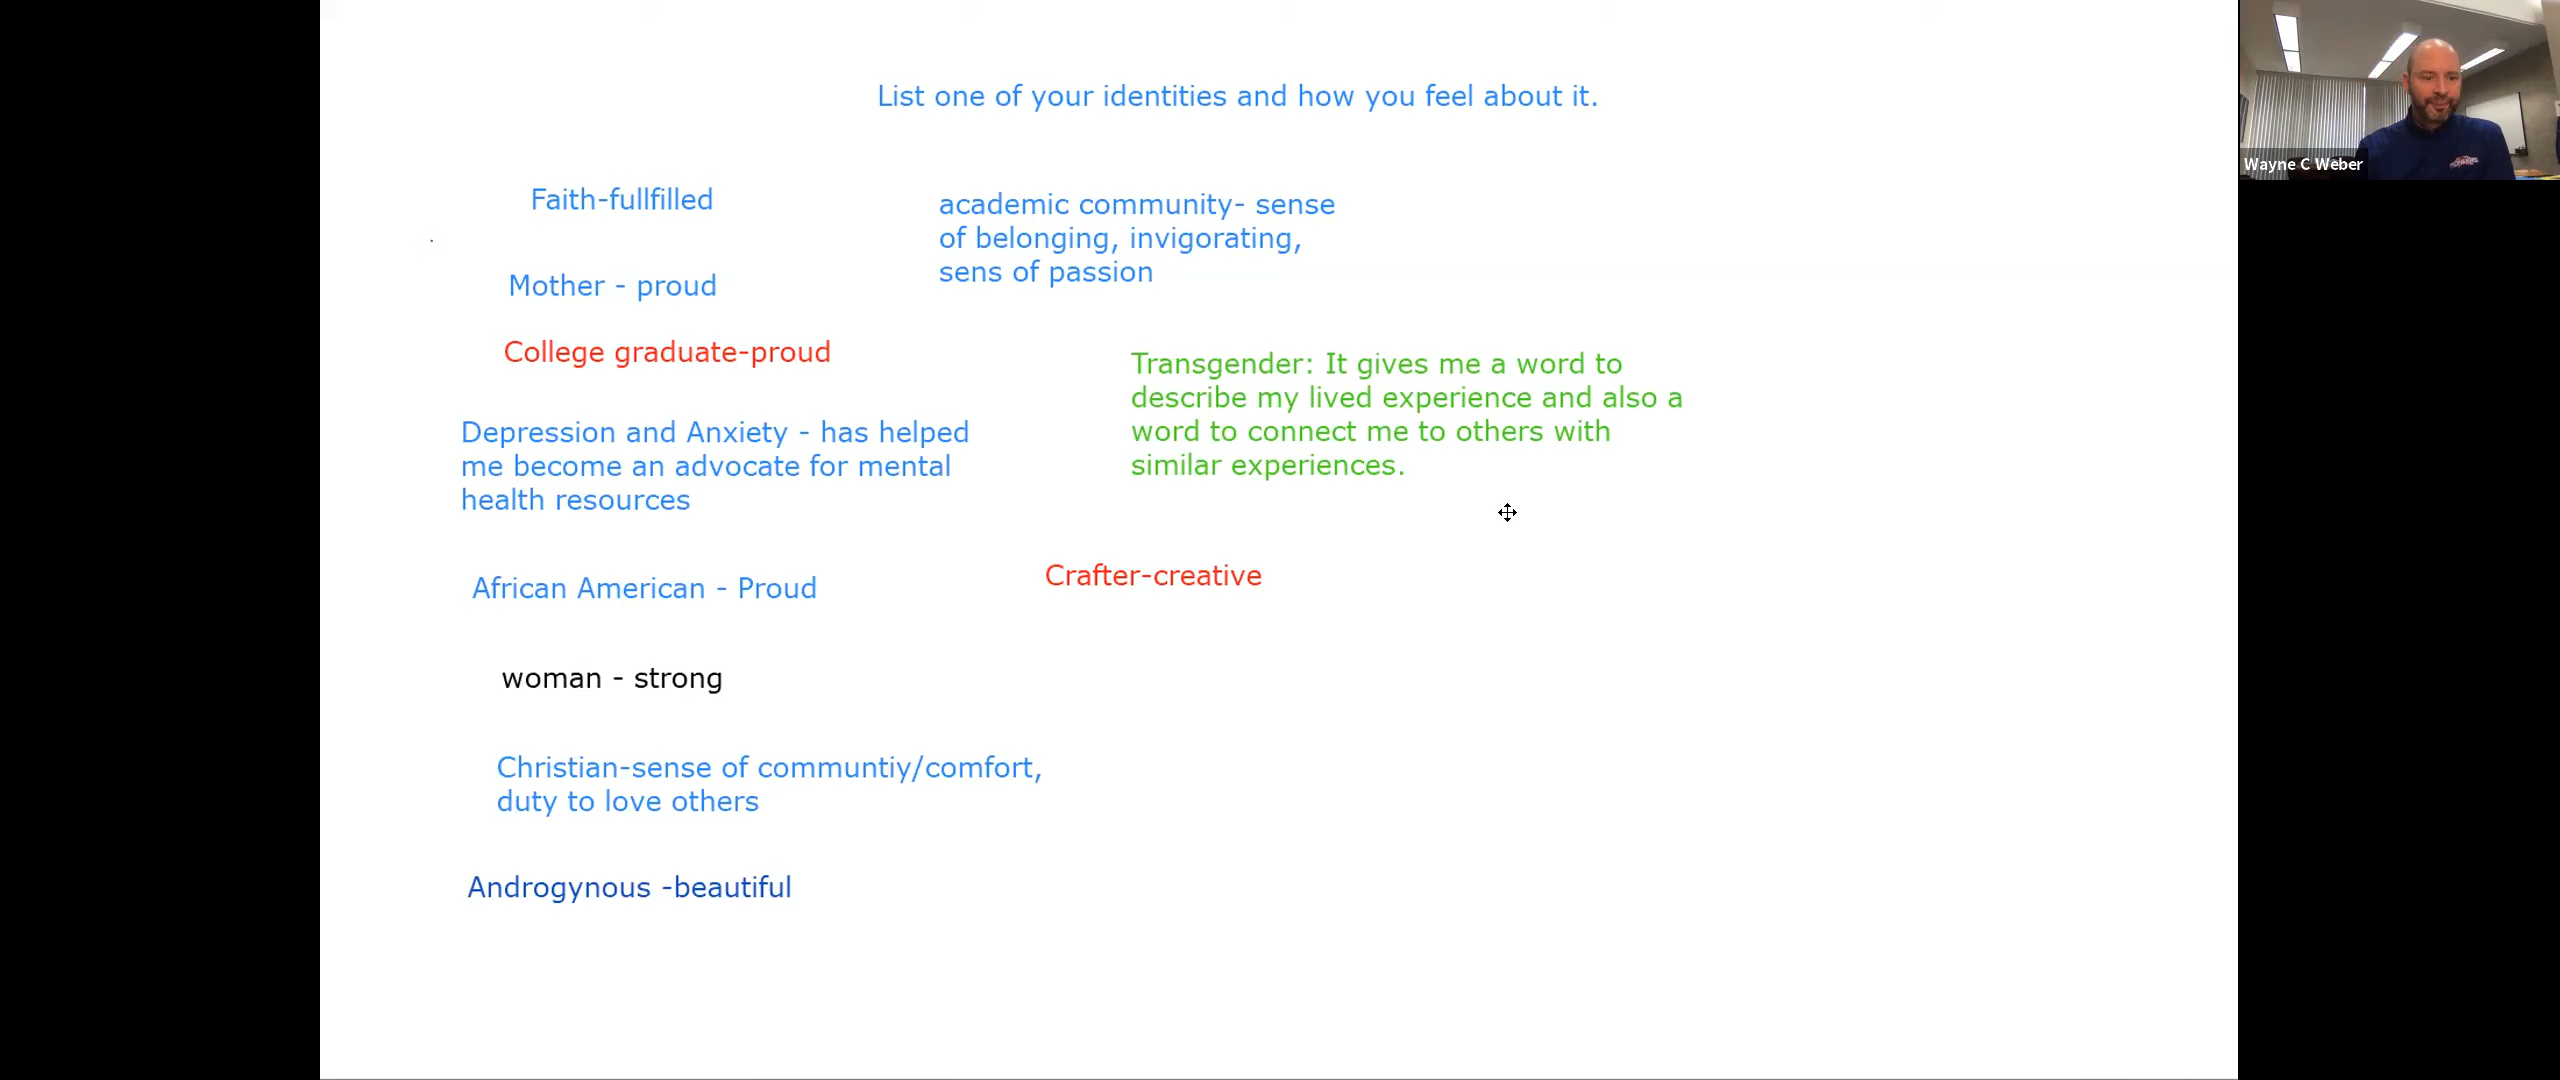 List one of your identities and how you feel about it.
Faith-fullfilled
academic community- sense
of belonging, invigorating,
sens of passion
Mother - proud
College graduate-proud
Transgender: It gives me a word to
describe my lived experience and also a
word to connect me to others with
similar experiences.
Depression and Anxiety - has helped
me become an advocate for mental
health resources
African American - Proud
Crafter-creative
woman - strong
Christian-sense of communtiy/comfort,
duty to love others
Androgynous -beautiful
Wayne C Weber